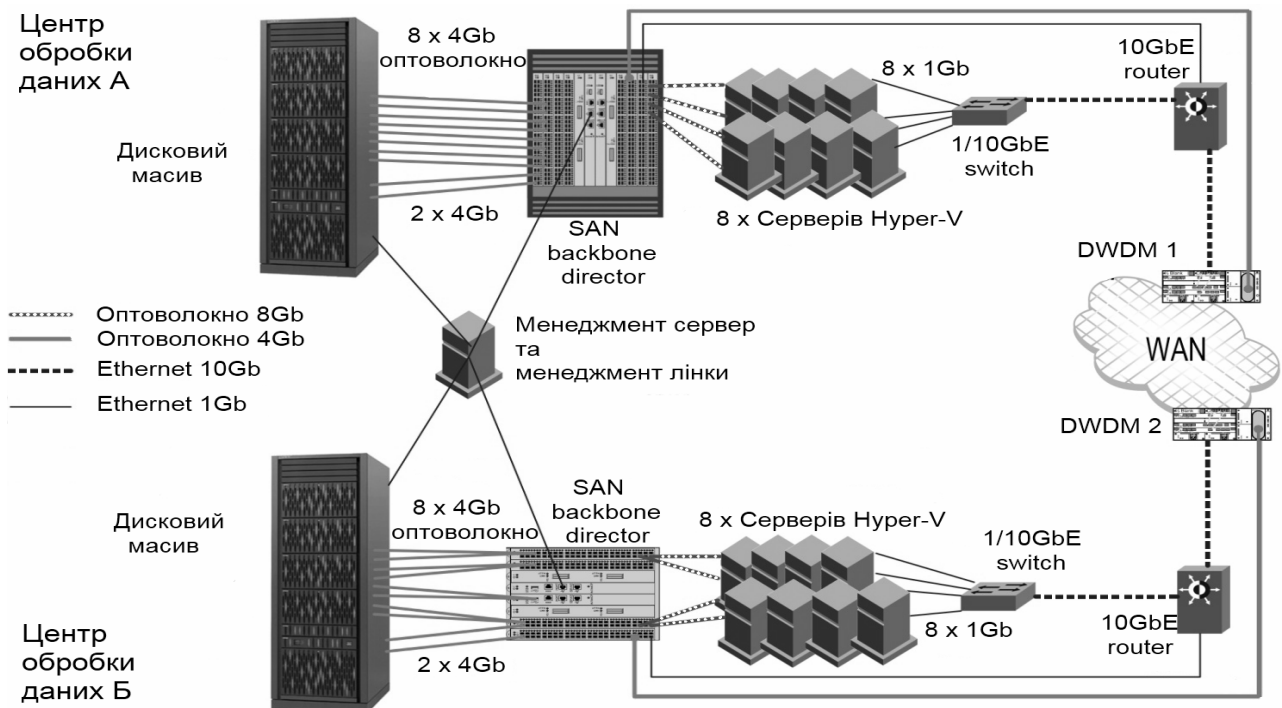 Центр
обробки
даних А
8 x 4Gb
оптоволокно
10GbE
router
8 x 1Gb
Дисковий
масив
1/10GbE
switch
2 x 4Gb
SAN
backbone
director
8 x Серверів Hyper-V
DWDM 1
Оптоволокно 8Gb
Оптоволокно 4Gb
Ethernet 10Gb
Ethernet 1Gb
Менеджмент сервер
та
менеджмент лінки
WAN
DWDM 2
8 x 4Gb
оптоволокно
SAN
backbone
director
8 x Серверів Hyper-V
1/10GbE
switch
Дисковий
масив
8 x 1Gb
10GbE
router
Центр
обробки
даних Б
2 x 4Gb